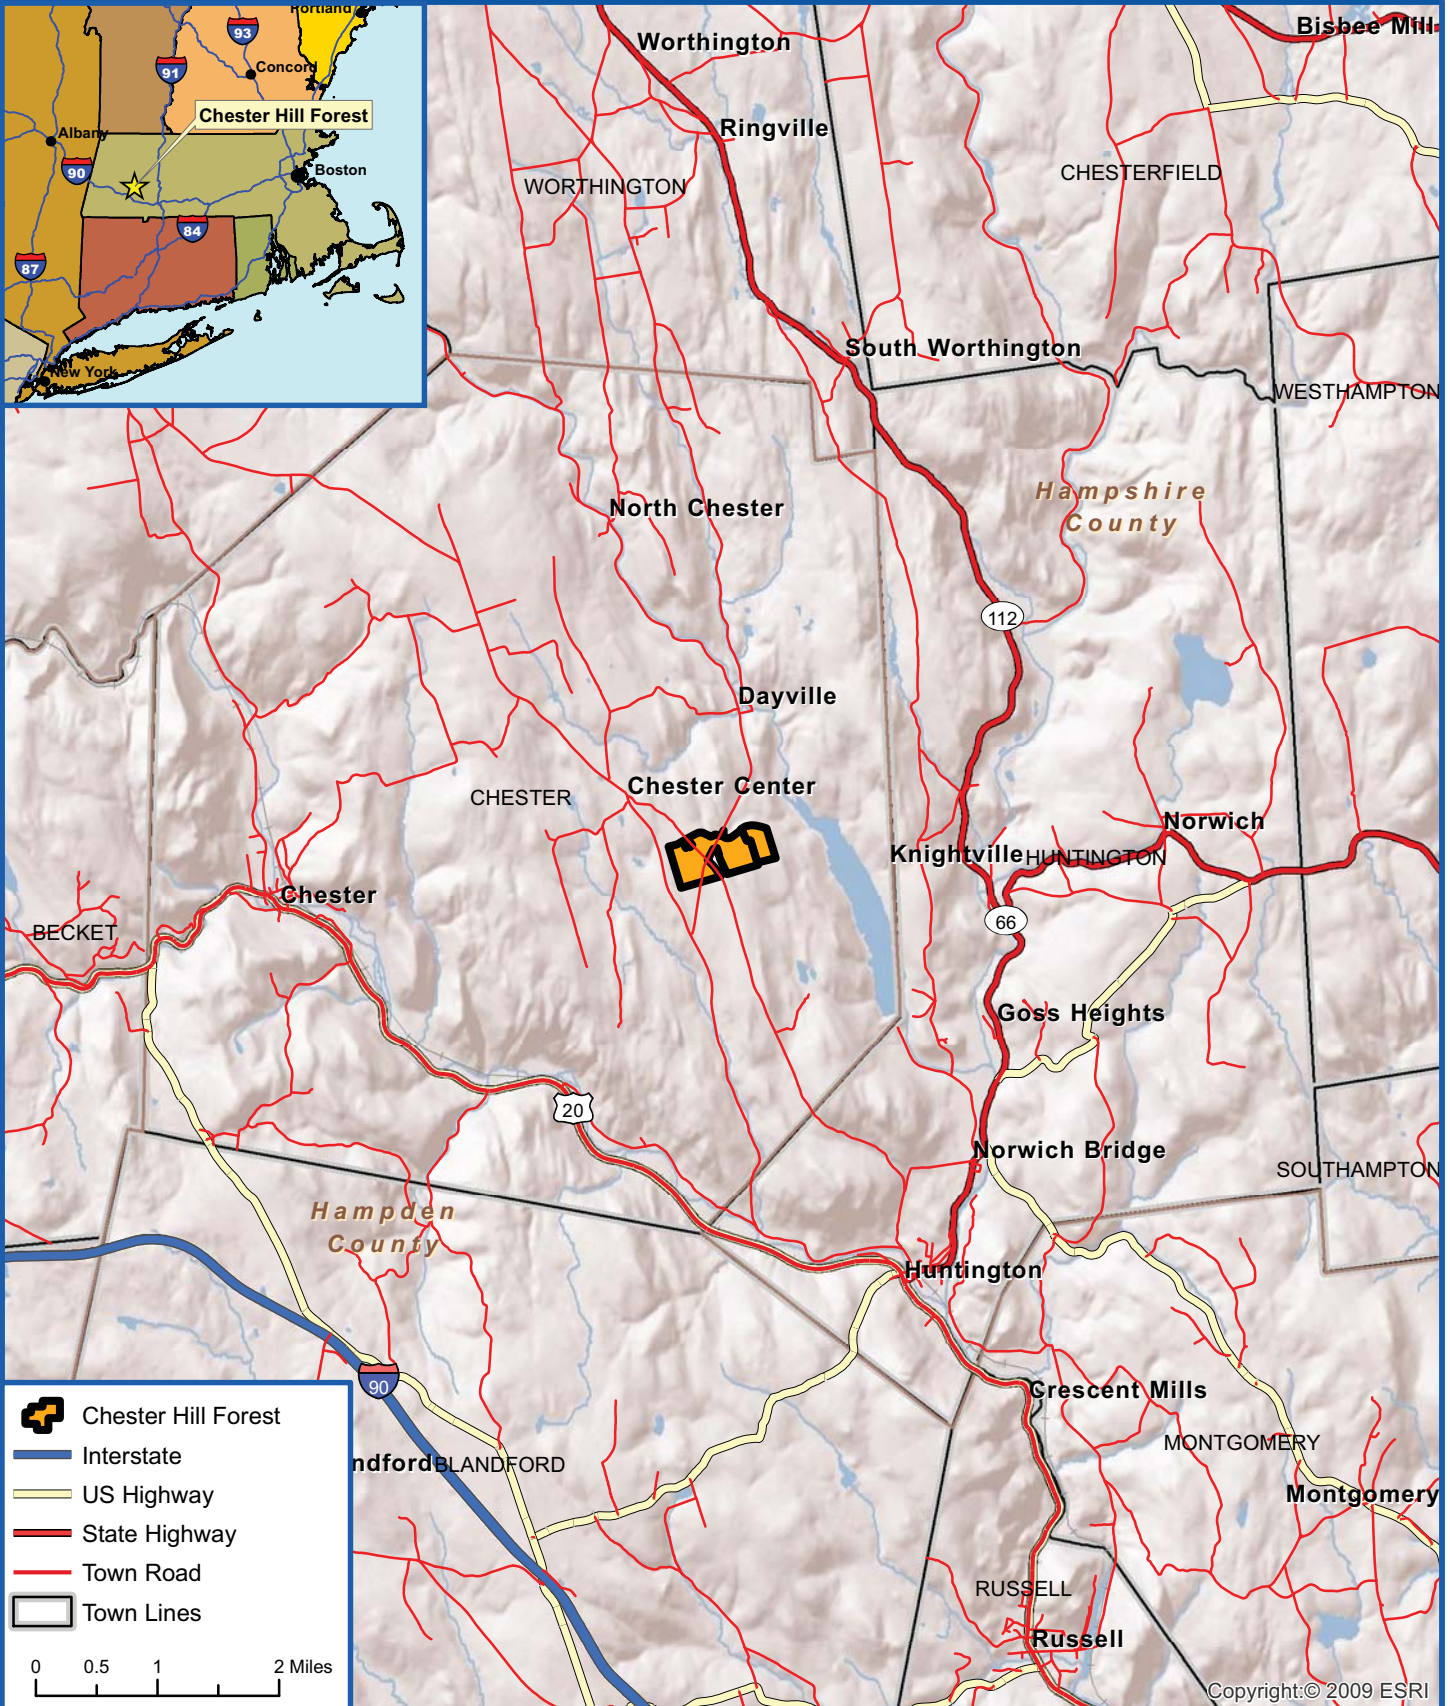 Portland
93
91
Concord
Chester Hill Forest
Albany
90
Boston
84
87
New York
Worthington
Bisbee Mill
Ringville
WORTHINGTON
CHESTERFIELD
South Worthington
WESTHAMPTON
Hampshire
County
North Chester
112
Dayville
Chester Center
CHESTER
Norwich
Knightville
HUNTINGTON
Chester
66
BECKET
Goss Heights
20
Norwich Bridge
SOUTHAMPTON
Hampden
County
Huntington
90
Crescent Mills
MONTGOMERY
ndford
BLANDFORD
Montgomery
RUSSELL
Russell
Chester Hill Forest
Interstate
US Highway
State Highway
Town Road
Town Lines
0 0.5 1 2 Miles
Copyright:© 2009 ESRI